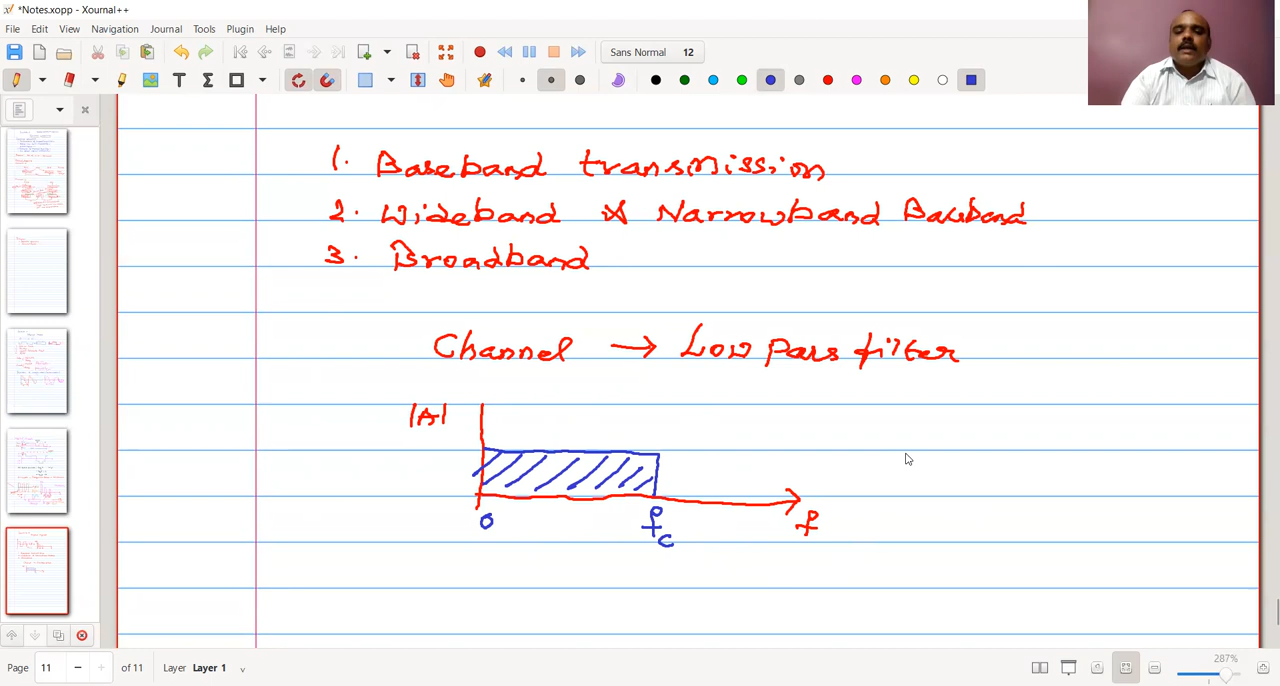 *Notes.xopp - Xournal++
File Edit View Navigation Journal Tools Plugin Help
Sans Normal 12
1. Baseband transmission
2. Wideband & Narrowband Baseband
3. Broadband
Channel → Low Pass filter
|A|
0 fc f
Page 11 of 11 Layer Layer 1 287%